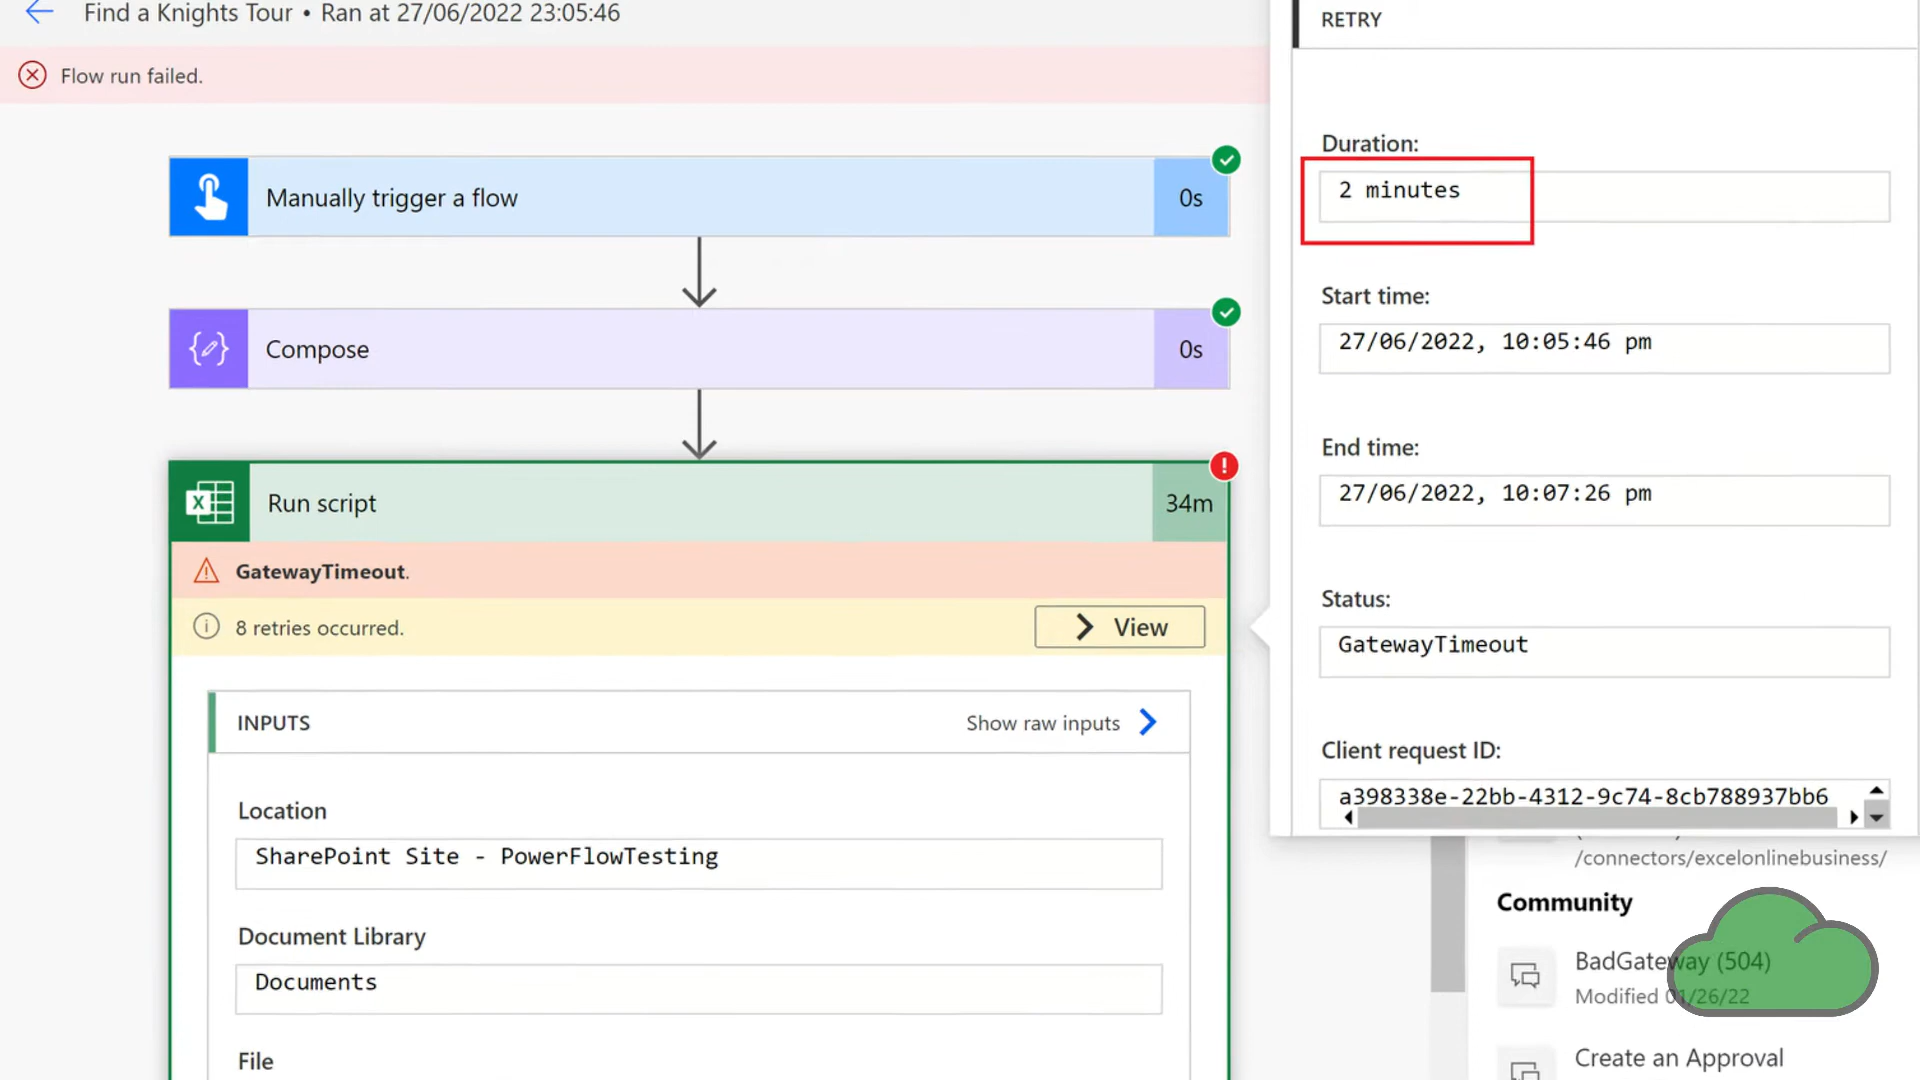 Find a Knights Tour • Ran at 27/06/2022 23:05:46
Flow run failed.
Manually trigger a flow
0s
Compose
0s
Run script
34m
GatewayTimeout.
8 retries occurred.
View
INPUTS
Show raw inputs
Location
SharePoint Site - PowerFlowTesting
Document Library
Documents
File
RETRY
Duration:
2 minutes
Start time:
27/06/2022, 10:05:46 pm
End time:
27/06/2022, 10:07:26 pm
Status:
GatewayTimeout
Client request ID:
a398338e-22bb-4312-9c74-8cb788937bb6
/connectors/excelonlinebusiness/
Community
BadGateway (504)
Modified 01/26/22
Create an Approval